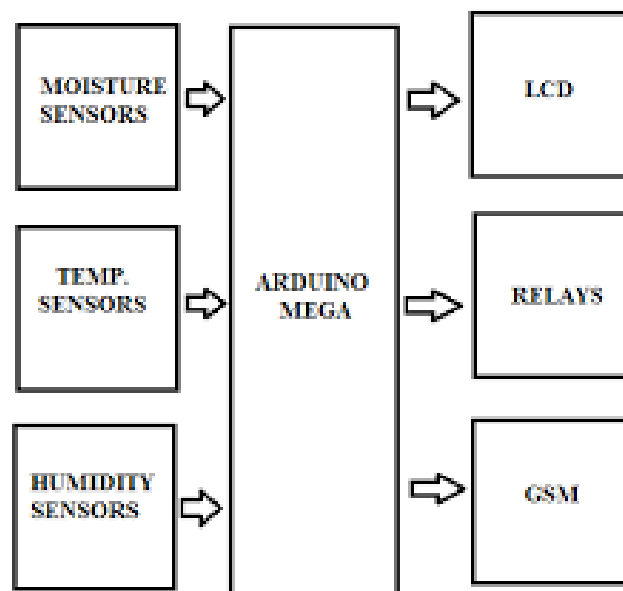 MOISTURE
SENSORS
TEMP.
SENSORS
HUMIDITY
SENSORS
ARDUINO
MEGA
LCD
RELAYS
GSM